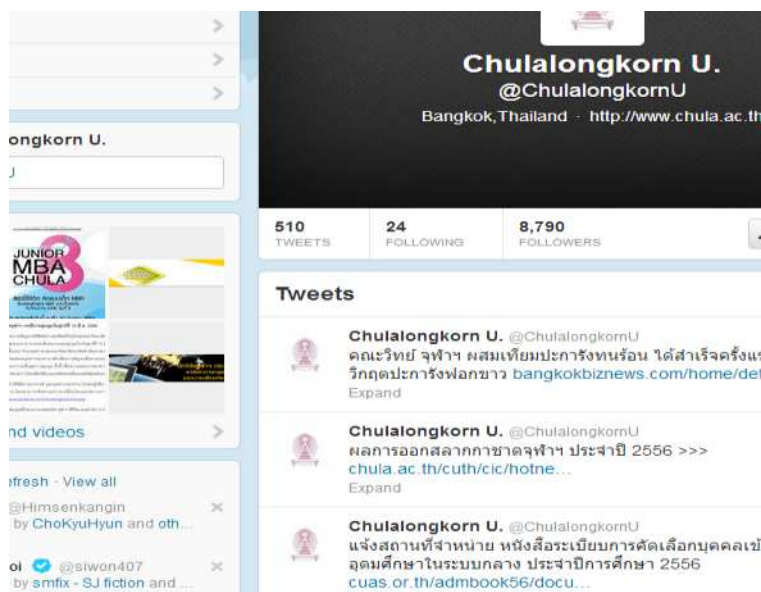 ongkorn U.
JUNIOR
MBA
CHULA
nd videos
efresh · View all
@Himsenkangin
by ChoKyuHyun and oth...
oi @siwon407
by smfix - SJ fiction and ...
Chulalongkorn U.
@ChulalongkornU
Bangkok,Thailand · http://www.chula.ac.th
510 TWEETS
24 FOLLOWING
8,790 FOLLOWERS
Tweets
Chulalongkorn U. @ChulalongkornU
คณะวิทย์ จุฬาฯ ผสมเทียมปะการังทนร้อน ได้สำเร็จครั้งแร
วิกฤตปะการังฟอกขาว bangkokbiznews.com/home/det
Expand
Chulalongkorn U. @ChulalongkornU
ผลการออกสลากกาชาดจุฬาฯ ประจำปี 2556 >>>
chula.ac.th/cuth/cic/hotne...
Expand
Chulalongkorn U. @ChulalongkornU
แจ้งสถานที่จำหน่าย หนังสือระเบียบการคัดเลือกบุคคลเข้
อุดมศึกษาในระบบกลาง ประจำปีการศึกษา 2556
cuas.or.th/admbook56/docu...